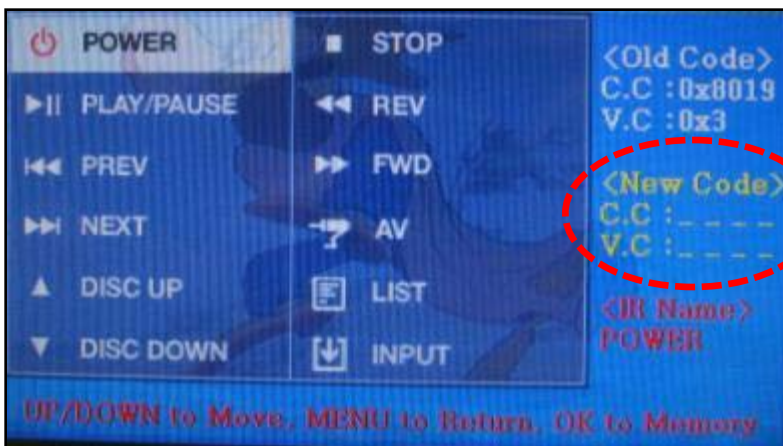 POWER
PLAY/PAUSE
PREV
NEXT
DISC UP
DISC DOWN
STOP
REV
FWD
AV
LIST
INPUT
<Old Code>
C.C :0x8019
V.C :0x3
<New Code>
C.C :_ _ _ _
V.C :_ _ _ _
<IR Name>
POWER
UP/DOWN to Move, MENU to Return, OK to Memory